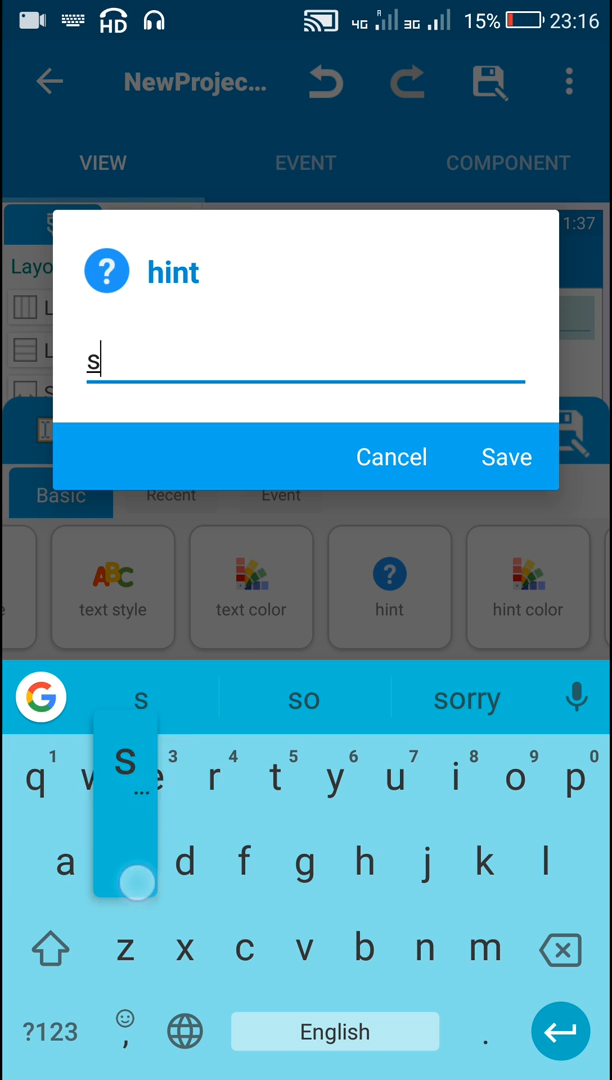 HD 4G R 3G 15% 23:16
NewProjec...
VIEW EVENT COMPONENT
1:37
Layo
L
L
S
hint
s
Cancel Save
Basic Recent Event
e text style text color hint hint color
ABC
G s so sorry
s
...
q 1 w e 3 r 4 t 5 y 6 u 7 i 8 o 9 p 0
a d f g h j k l
z x c v b n m
?123 , English .